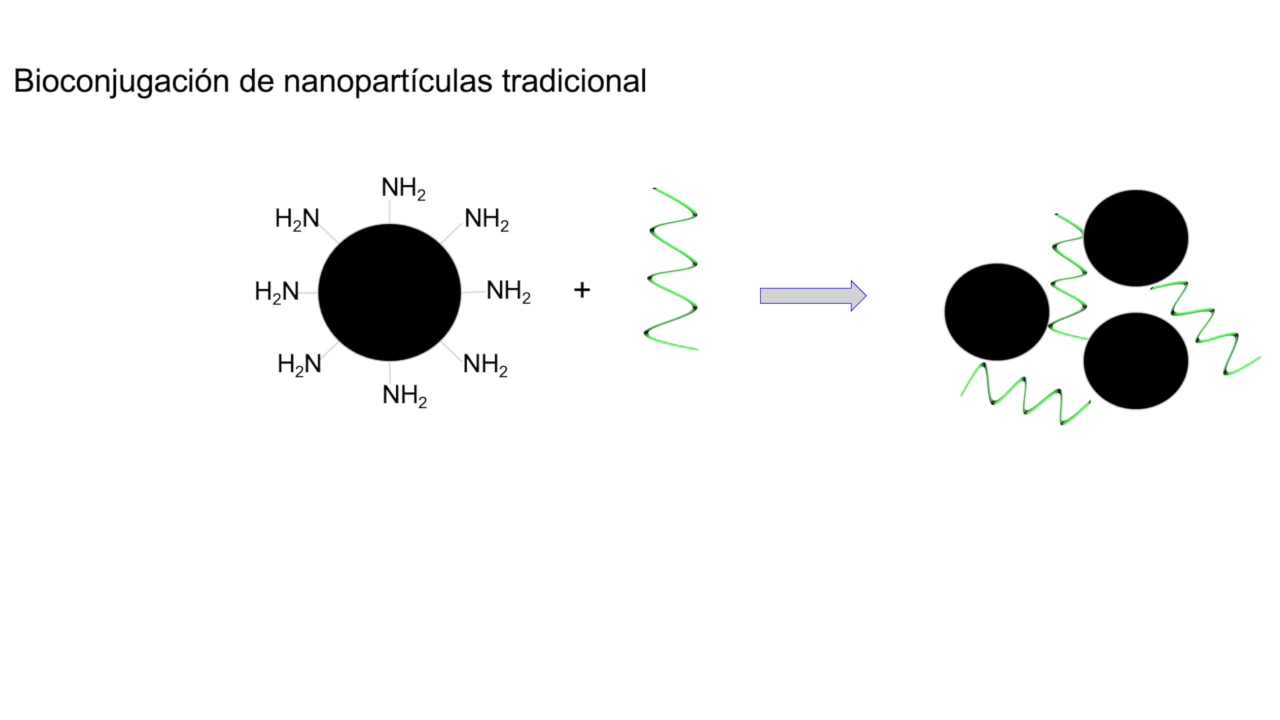 Bioconjugación de nanopartículas tradicional
NH₂
H₂N
NH₂
H₂N
NH₂
+
H₂N
NH₂
NH₂